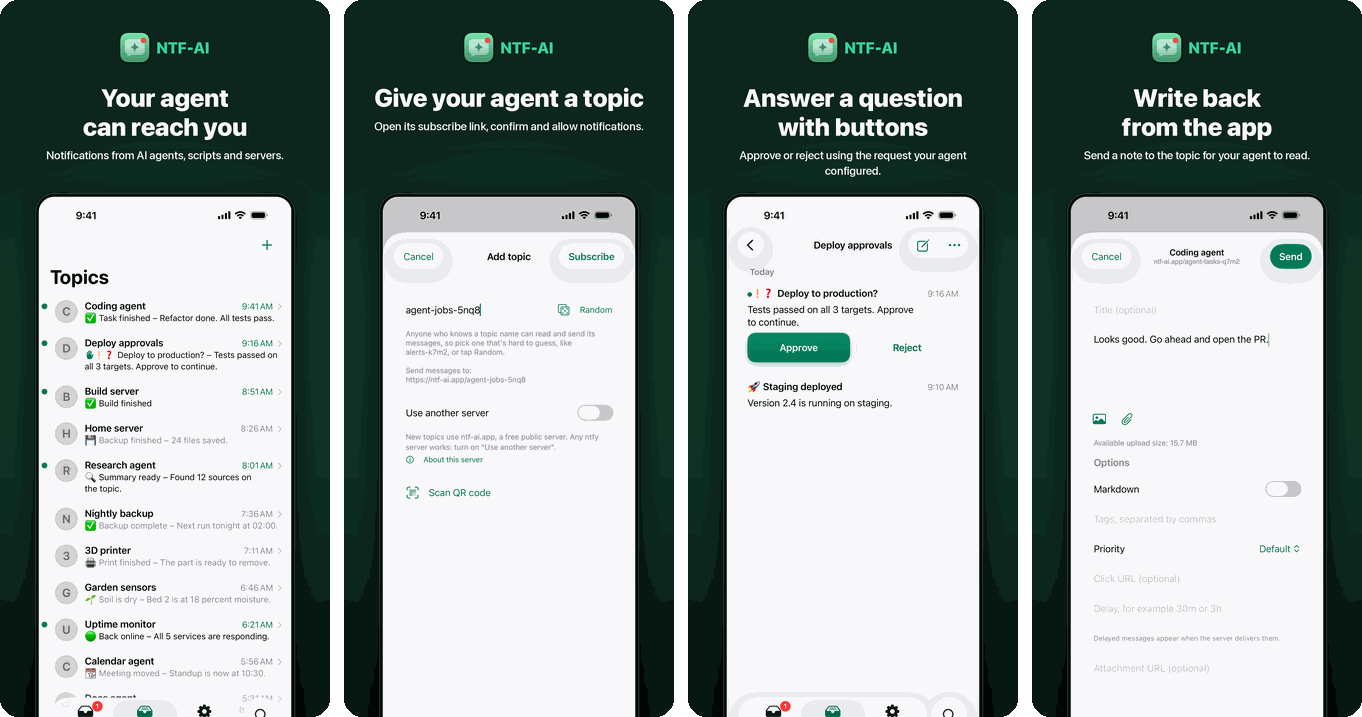 NTF-AI
Your agent
can reach you
Notifications from AI agents, scripts and servers.
9:41
Topics
C
Coding agent
9:41 AM
✅ Task finished – Refactor done. All tests pass.
D
Deploy approvals
9:16 AM
✋❗❓ Deploy to production? – Tests passed on
all 3 targets. Approve to continue.
B
Build server
8:51 AM
✅ Build finished
H
Home server
8:26 AM
💾 Backup finished – 24 files saved.
R
Research agent
8:01 AM
🔍 Summary ready – Found 12 sources on
the topic.
N
Nightly backup
7:36 AM
✅ Backup complete – Next run tonight at 02:00.
3
3D printer
7:11 AM
🖨 Print finished – The part is ready to remove.
G
Garden sensors
6:46 AM
🌱 Soil is dry – Bed 2 is at 18 percent moisture.
U
Uptime monitor
6:21 AM
🟢 Back online – All 5 services are responding.
C
Calendar agent
5:56 AM
📆 Meeting moved – Standup is now at 10:30.
1
NTF-AI
Give your agent a topic
Open its subscribe link, confirm and allow notifications.
9:41
Cancel
Add topic
Subscribe
agent-jobs-5nq8
Random
Anyone who knows a topic name can read and send its
messages, so pick one that's hard to guess, like
alerts-k7m2, or tap Random.
Send messages to:
https://ntf-ai.app/agent-jobs-5nq8
Use another server
New topics use ntf-ai.app, a free public server. Any ntfy
server works: turn on "Use another server".
About this server
Scan QR code
NTF-AI
Answer a question
with buttons
Approve or reject using the request your agent
configured.
9:41
Deploy approvals
Today
❗❓ Deploy to production?
9:16 AM
Tests passed on all 3 targets. Approve
to continue.
Approve
Reject
🚀 Staging deployed
9:10 AM
Version 2.4 is running on staging.
1
NTF-AI
Write back
from the app
Send a note to the topic for your agent to read.
9:41
Cancel
Coding agent
ntf-ai.app/agent-tasks-q7m2
Send
Title (optional)
Looks good. Go ahead and open the PR.
Available upload size: 15.7 MB
Options
Markdown
Tags, separated by commas
Priority
Default
Click URL (optional)
Delay, for example 30m or 3h
Delayed messages appear when the server delivers them.
Attachment URL (optional)